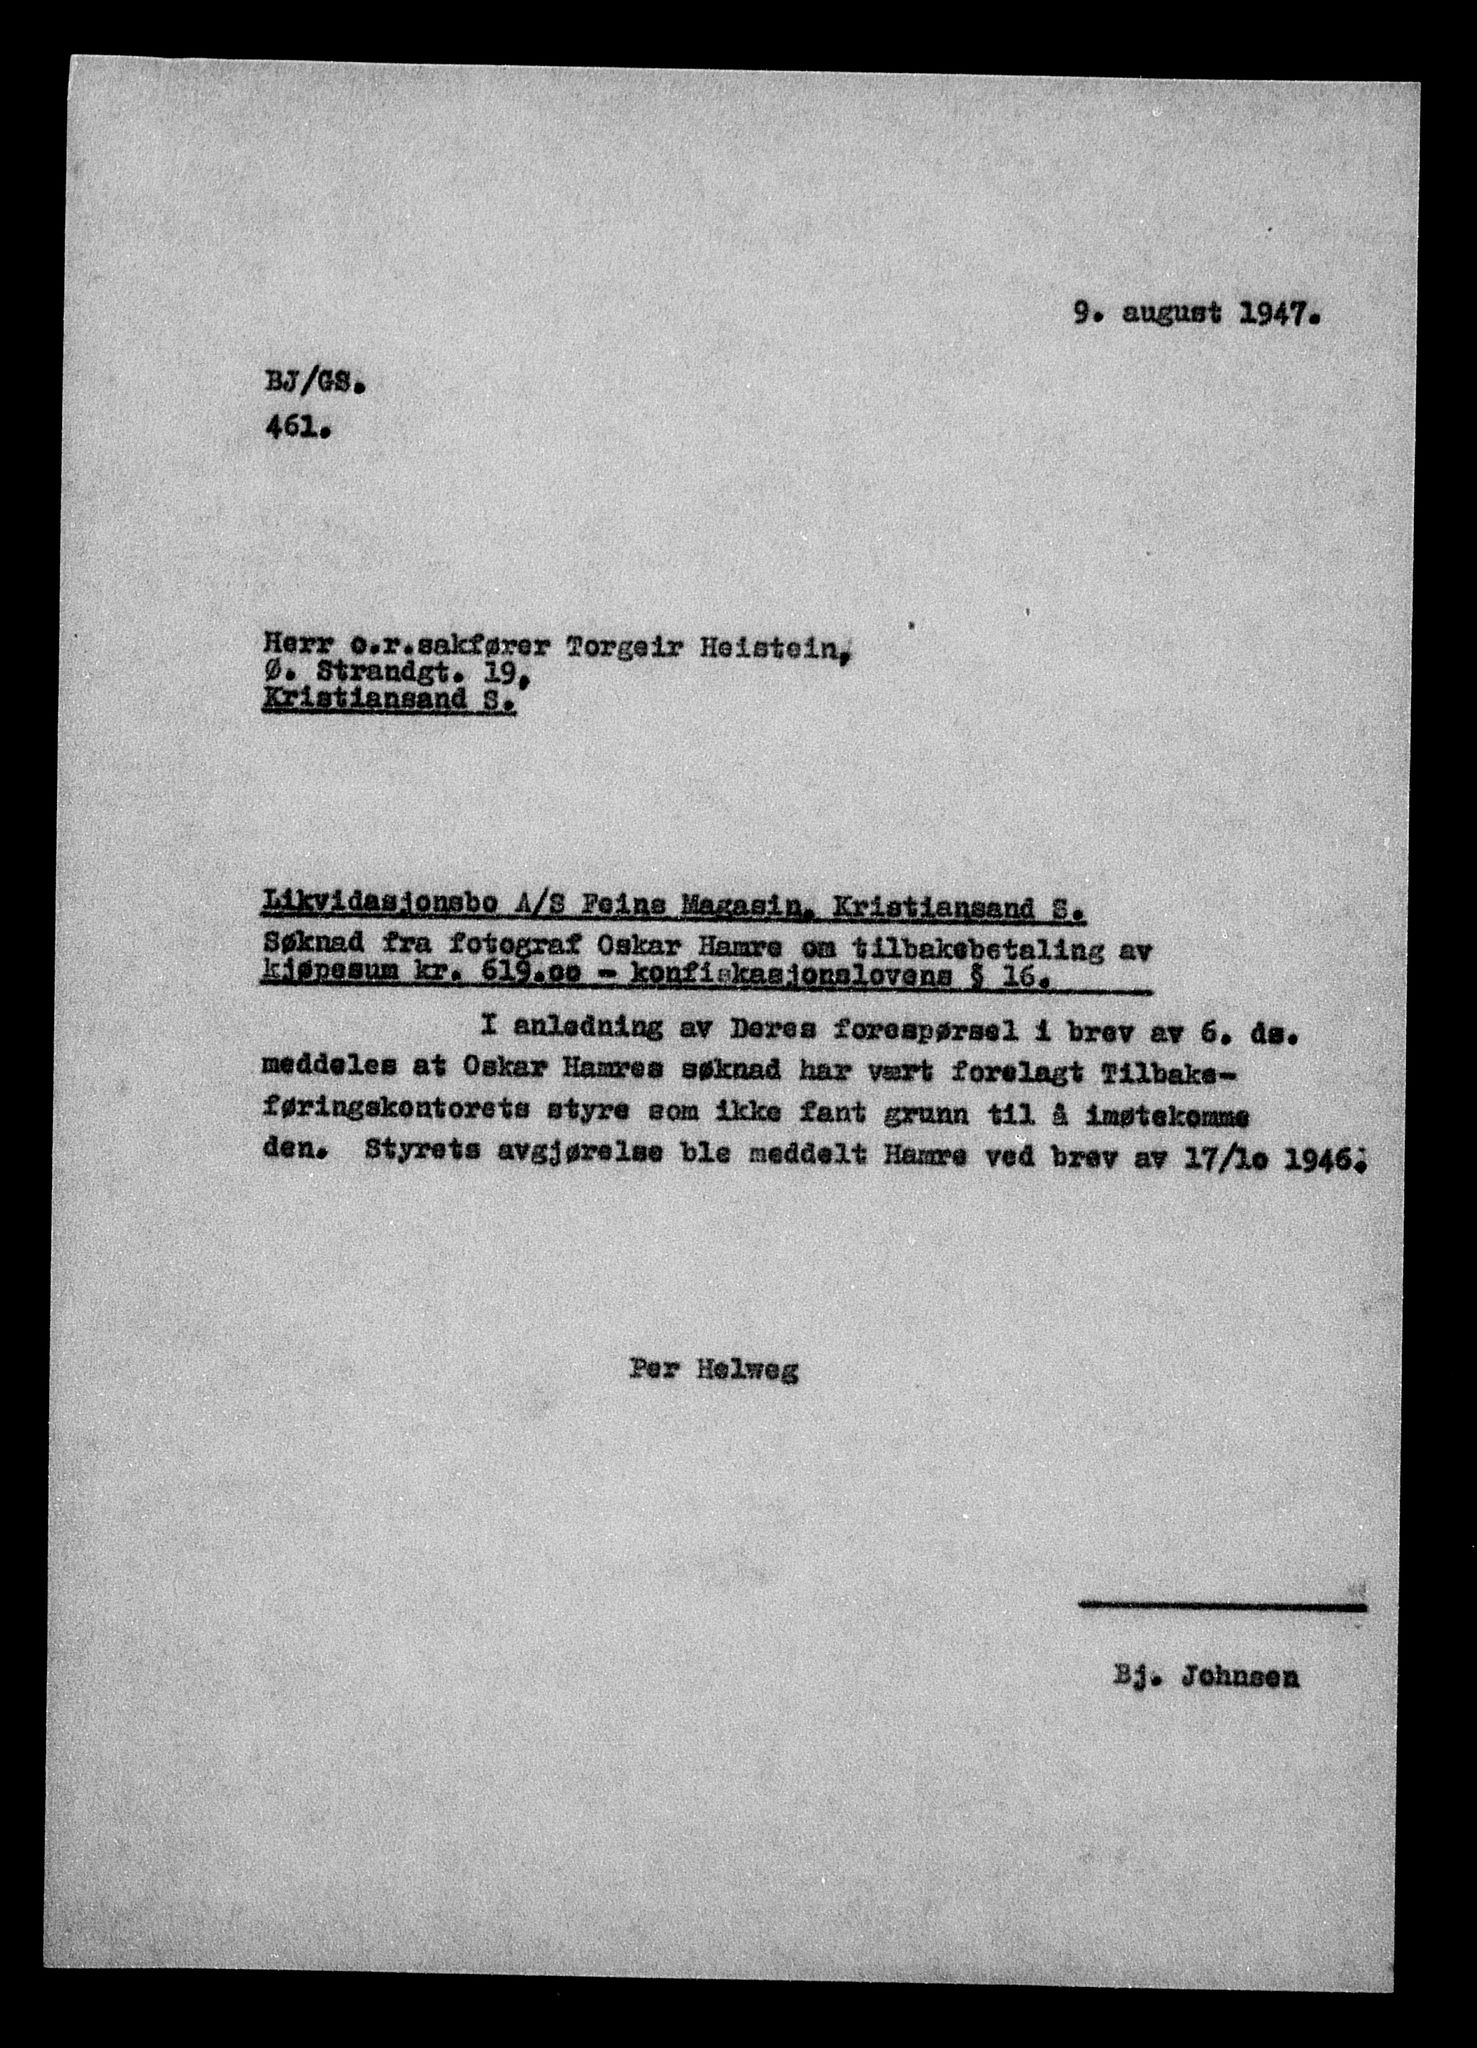 9. august 1947.
BJ/GS.
461.
Herr o.r.sakfører Torgeir Heistein,
Ø. Strandgt. 19,
Kristiansand S.
Likvidasjonsbo A/S Feins Magasin, Kristiansand S.
Søknad fra fotograf Oskar Hamre om tilbakebetaling av
kjøpesum kr. 619.oo - konfiskasjonslovens § 16.
I anledning av Deres forespørsel i brev av 6. ds.
meddeles at Oskar Hamres søknad har vært forelagt Tilbake-
føringskontorets styre som ikke fant grunn til å imøtekomme
den. Styrets avgjørelse ble meddelt Hamre ved brev av 17/1o 1946.
Per Helweg
Bj. Johnsen